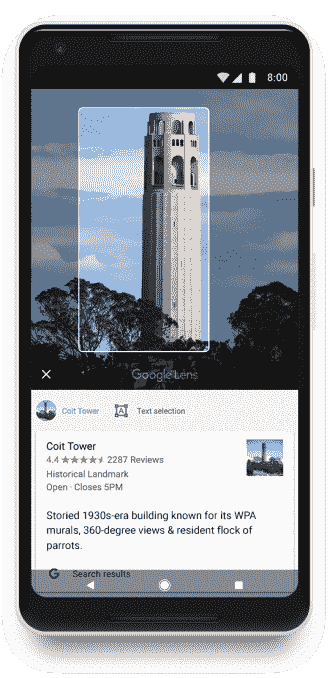 8:00
Google Lens
Coit Tower
Text selection
Coit Tower
4.4 ★★★★★ 2287 Reviews
Historical Landmark
Open · Closes 5PM
Storied 1930s-era building known for its WPA
murals, 360-degree views & resident flock of
parrots.
G Search results